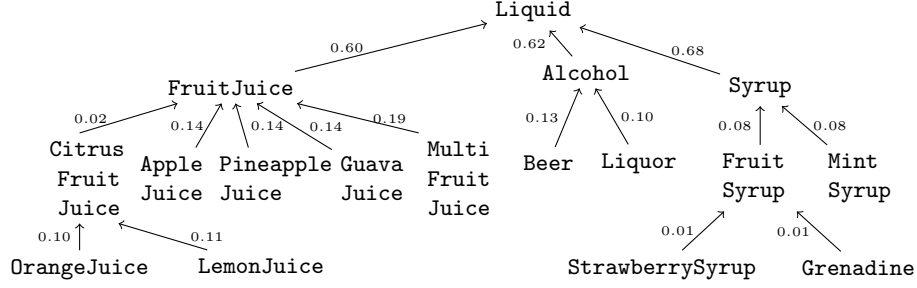 Liquid
0.60
0.62
0.68
FruitJuice
Alcohol
Syrup
0.02
0.14
0.14
0.14
0.19
0.13
0.10
0.08
0.08
Citrus
Fruit
Juice
Apple
Juice
Pineapple
Juice
Guava
Juice
Multi
Fruit
Juice
Beer
Liquor
Fruit
Syrup
Mint
Syrup
0.10
0.11
0.01
0.01
OrangeJuice
LemonJuice
StrawberrySyrup
Grenadine